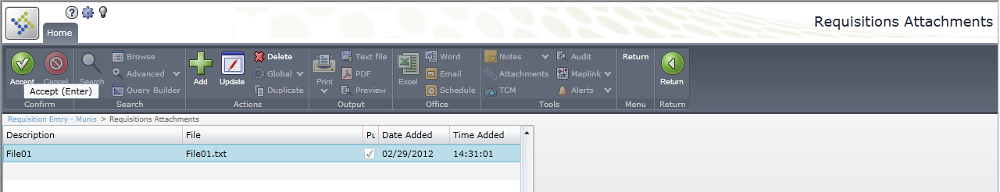 Requisitions Attachments
Home
Accept
Cancel
Accept (Enter)
Confirm
Search
Browse
Advanced
Query Builder
Search
Add
Update
Delete
Global
Duplicate
Actions
Print
Text file
PDF
Preview
Output
Excel
Word
Email
Schedule
Office
Notes
Attachments
TCM
Audit
Maplink
Alerts
Tools
Return
Menu
Return
Return
Requisition Entry - Munis > Requisitions Attachments
Description File Pu Date Added Time Added
File01 File01.txt 02/29/2012 14:31:01